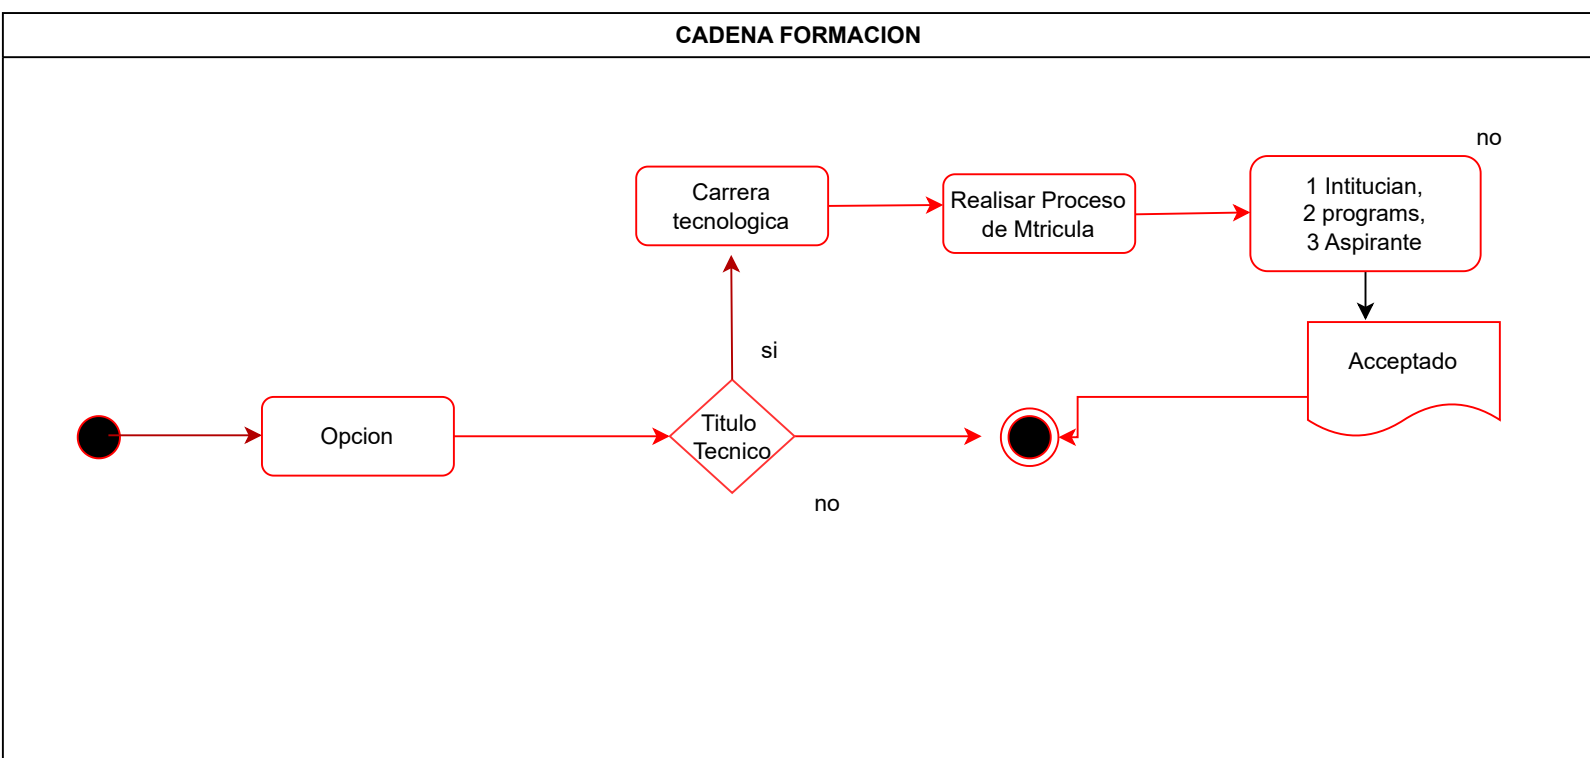 CADENA FORMACION
no
Carrera
tecnologica
Realisar Proceso
de Mtricula
1 Intitucian,
2 programs,
3 Aspirante
si
Acceptado
Opcion
Titulo
Tecnico
no